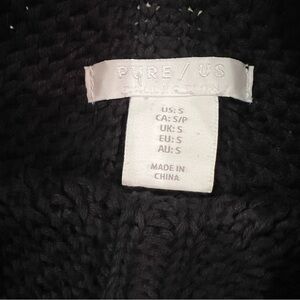 PURE / US
US: S
CA: S/P
UK: S
EU: S
AU: S
MADE IN
CHINA